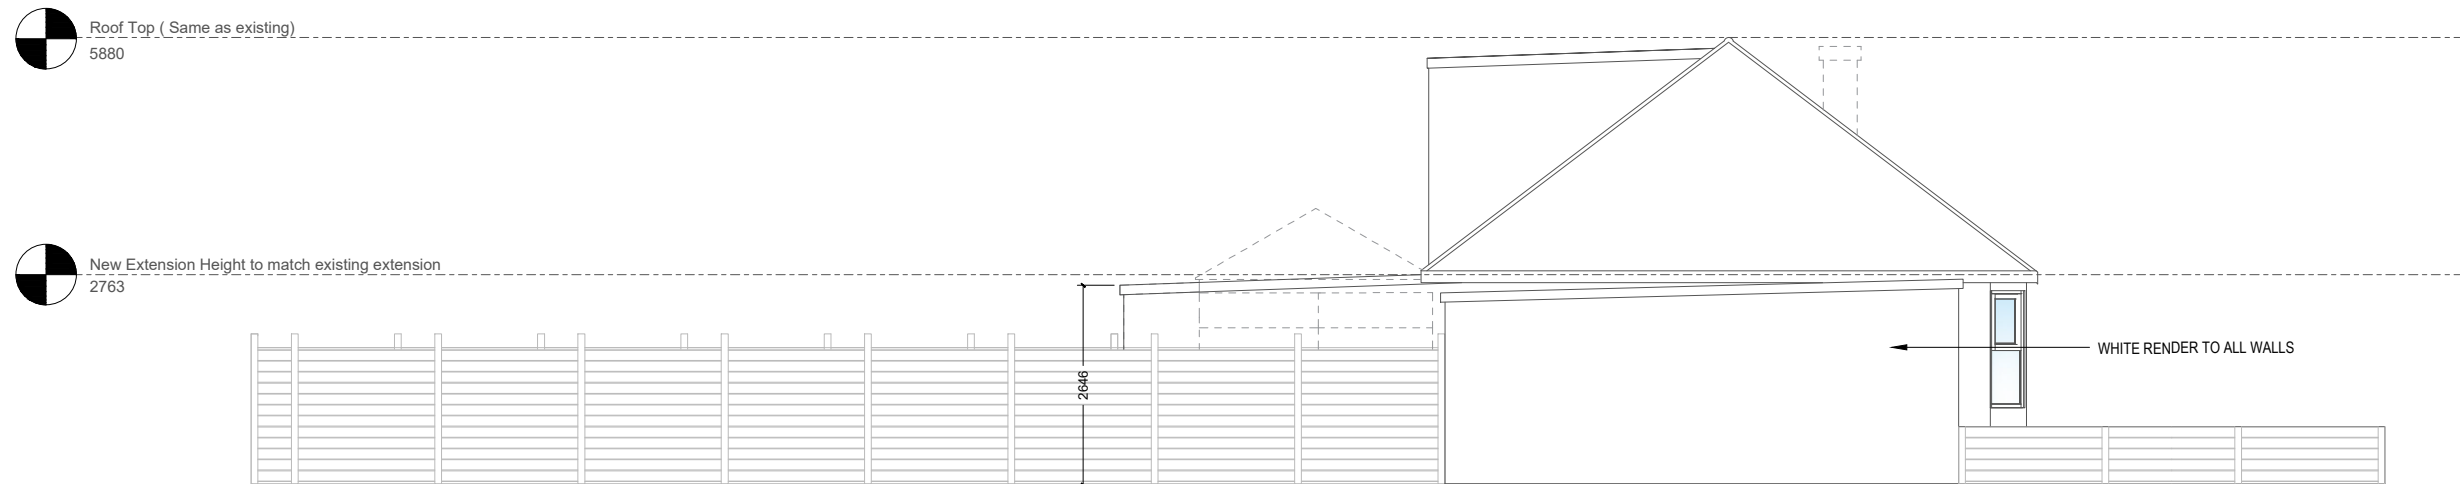 Roof Top ( Same as existing)
5880
New Extension Height to match existing extension
2763
2646
WHITE RENDER TO ALL WALLS